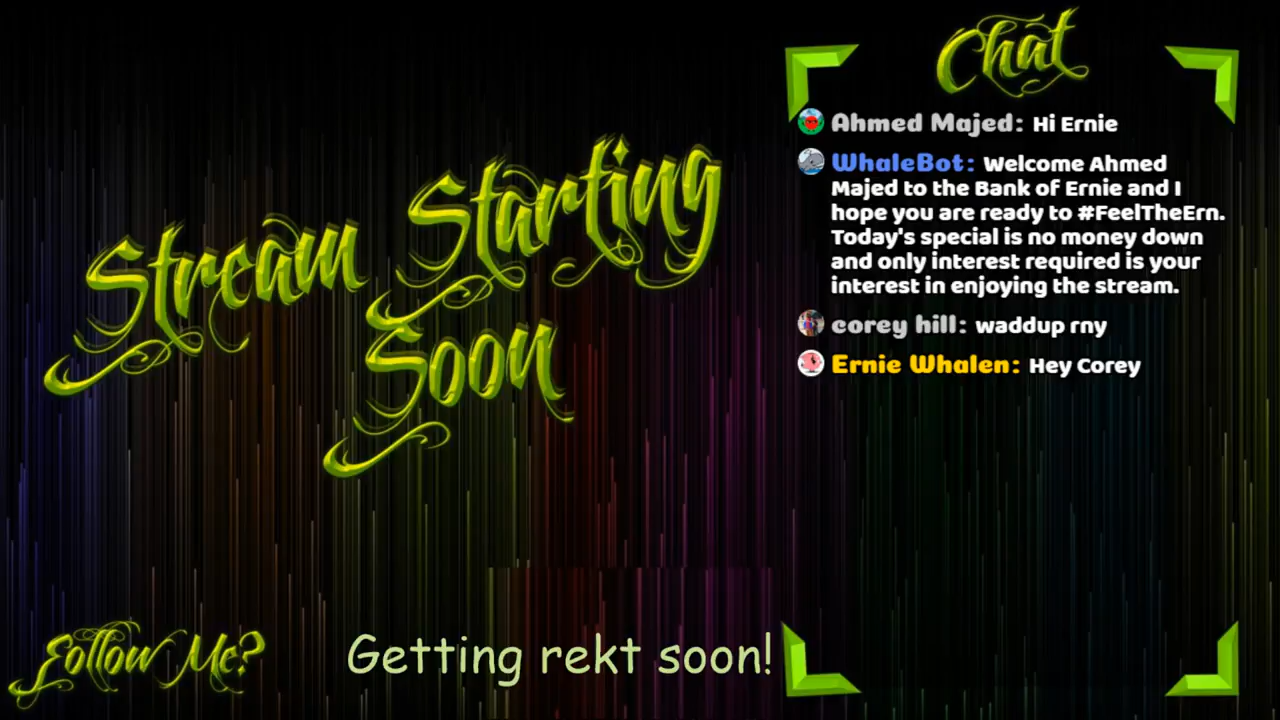 Stream Starting
Soon
Follow Me?
Getting rekt soon!
Chat
Ahmed Majed: Hi Ernie
WhaleBot: Welcome Ahmed
Majed to the Bank of Ernie and I
hope you are ready to #FeelTheErn.
Today's special is no money down
and only interest required is your
interest in enjoying the stream.
corey hill: waddup rny
Ernie Whalen: Hey Corey